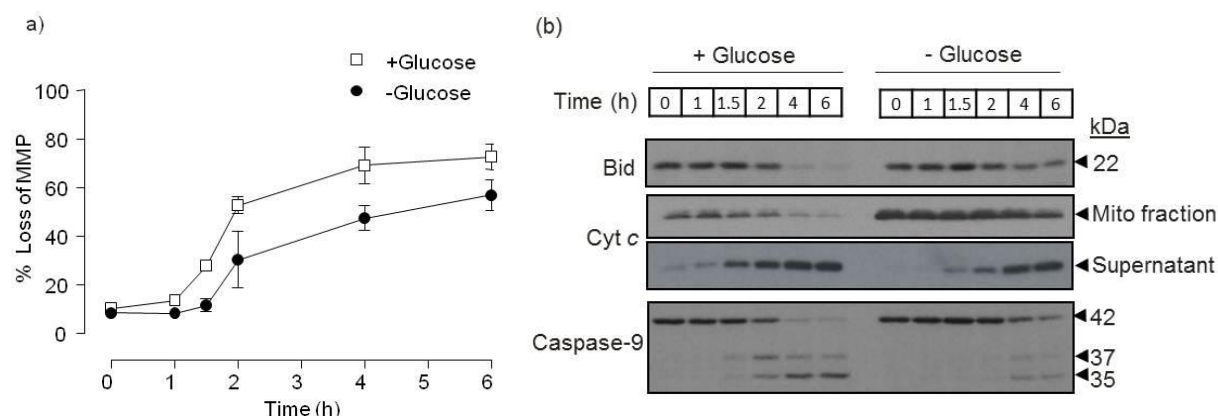 a)
+Glucose
-Glucose
100
80
60
40
20
0
% Loss of MMP
0 1 2 3 4 5 6
Time (h)
(b)
+ Glucose - Glucose
Time (h) 0 1 1.5 2 4 6 0 1 1.5 2 4 6
kDa
Bid 22
Cyt c
Mito fraction
Supernatant
Caspase-9
42
37
35